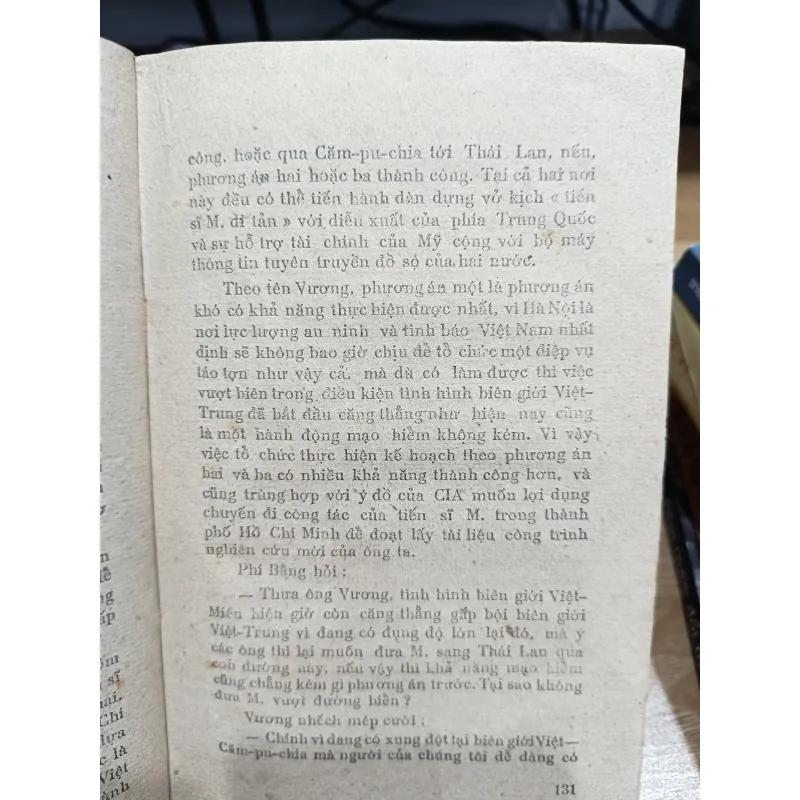 công, hoặc qua Căm-pu-chia tới Thái Lan, nếu,
phương án hai hoặc ba thành công. Tại cả hai nơi
này đều có thể tiến hành dàn dựng vở kịch « tiến
sĩ M. di tản » với diễn xuất của phía Trung Quốc
và sự hỗ trợ tài chính của Mỹ cộng với bộ máy
thông tin tuyên truyền đồ sộ của hai nước.
Theo tên Vương, phương án một là phương án
khó có khả năng thực hiện được nhất, vì Hà Nội là
nơi lực lượng an ninh và tình báo Việt Nam nhất
định sẽ không bao giờ chịu để tổ chức một điệp vụ
táo tợn như vậy cả, mà dù có làm được thì việc
vượt biên trong điều kiện tình hình biên giới Việt-
Trung đã bắt đầu căng thẳng như hiện nay cũng
là một hành động mạo hiểm không kém. Vì vậy
việc tổ chức thực hiện kế hoạch theo phương án
hai và ba có nhiều khả năng thành công hơn, và
cũng trùng hợp với ý đồ của CIA muốn lợi dụng
chuyến đi công tác của tiến sĩ M. trong thành
phố Hồ Chí Minh để đoạt lấy tài liệu công trình
nghiên cứu mới của ông ta.
Phí Bằng hỏi :
— Thưa ông Vương, tình hình biên giới Việt-
Miên hiện giờ còn căng thẳng gấp bội biên giới
Việt-Trung vì đang có đụng độ lớn lại đó, mà ý
các ông thì lại muốn đưa M. sang Thái Lan qua
con đường này, nếu vậy thì khả năng mạo hiểm
cũng chẳng kém gì phương án trước. Tại sao không
đưa M. vượt đường biển ?
Vương nhếch mép cười :
— Chính vì đang có xung đột tại biên giới Việt—
Căm-pu-chia mà người của chúng tôi dễ dàng có
131
ễ
g
ấp
ôm
sĩ
ai,
Chí
lựa
c là
Việt
ành